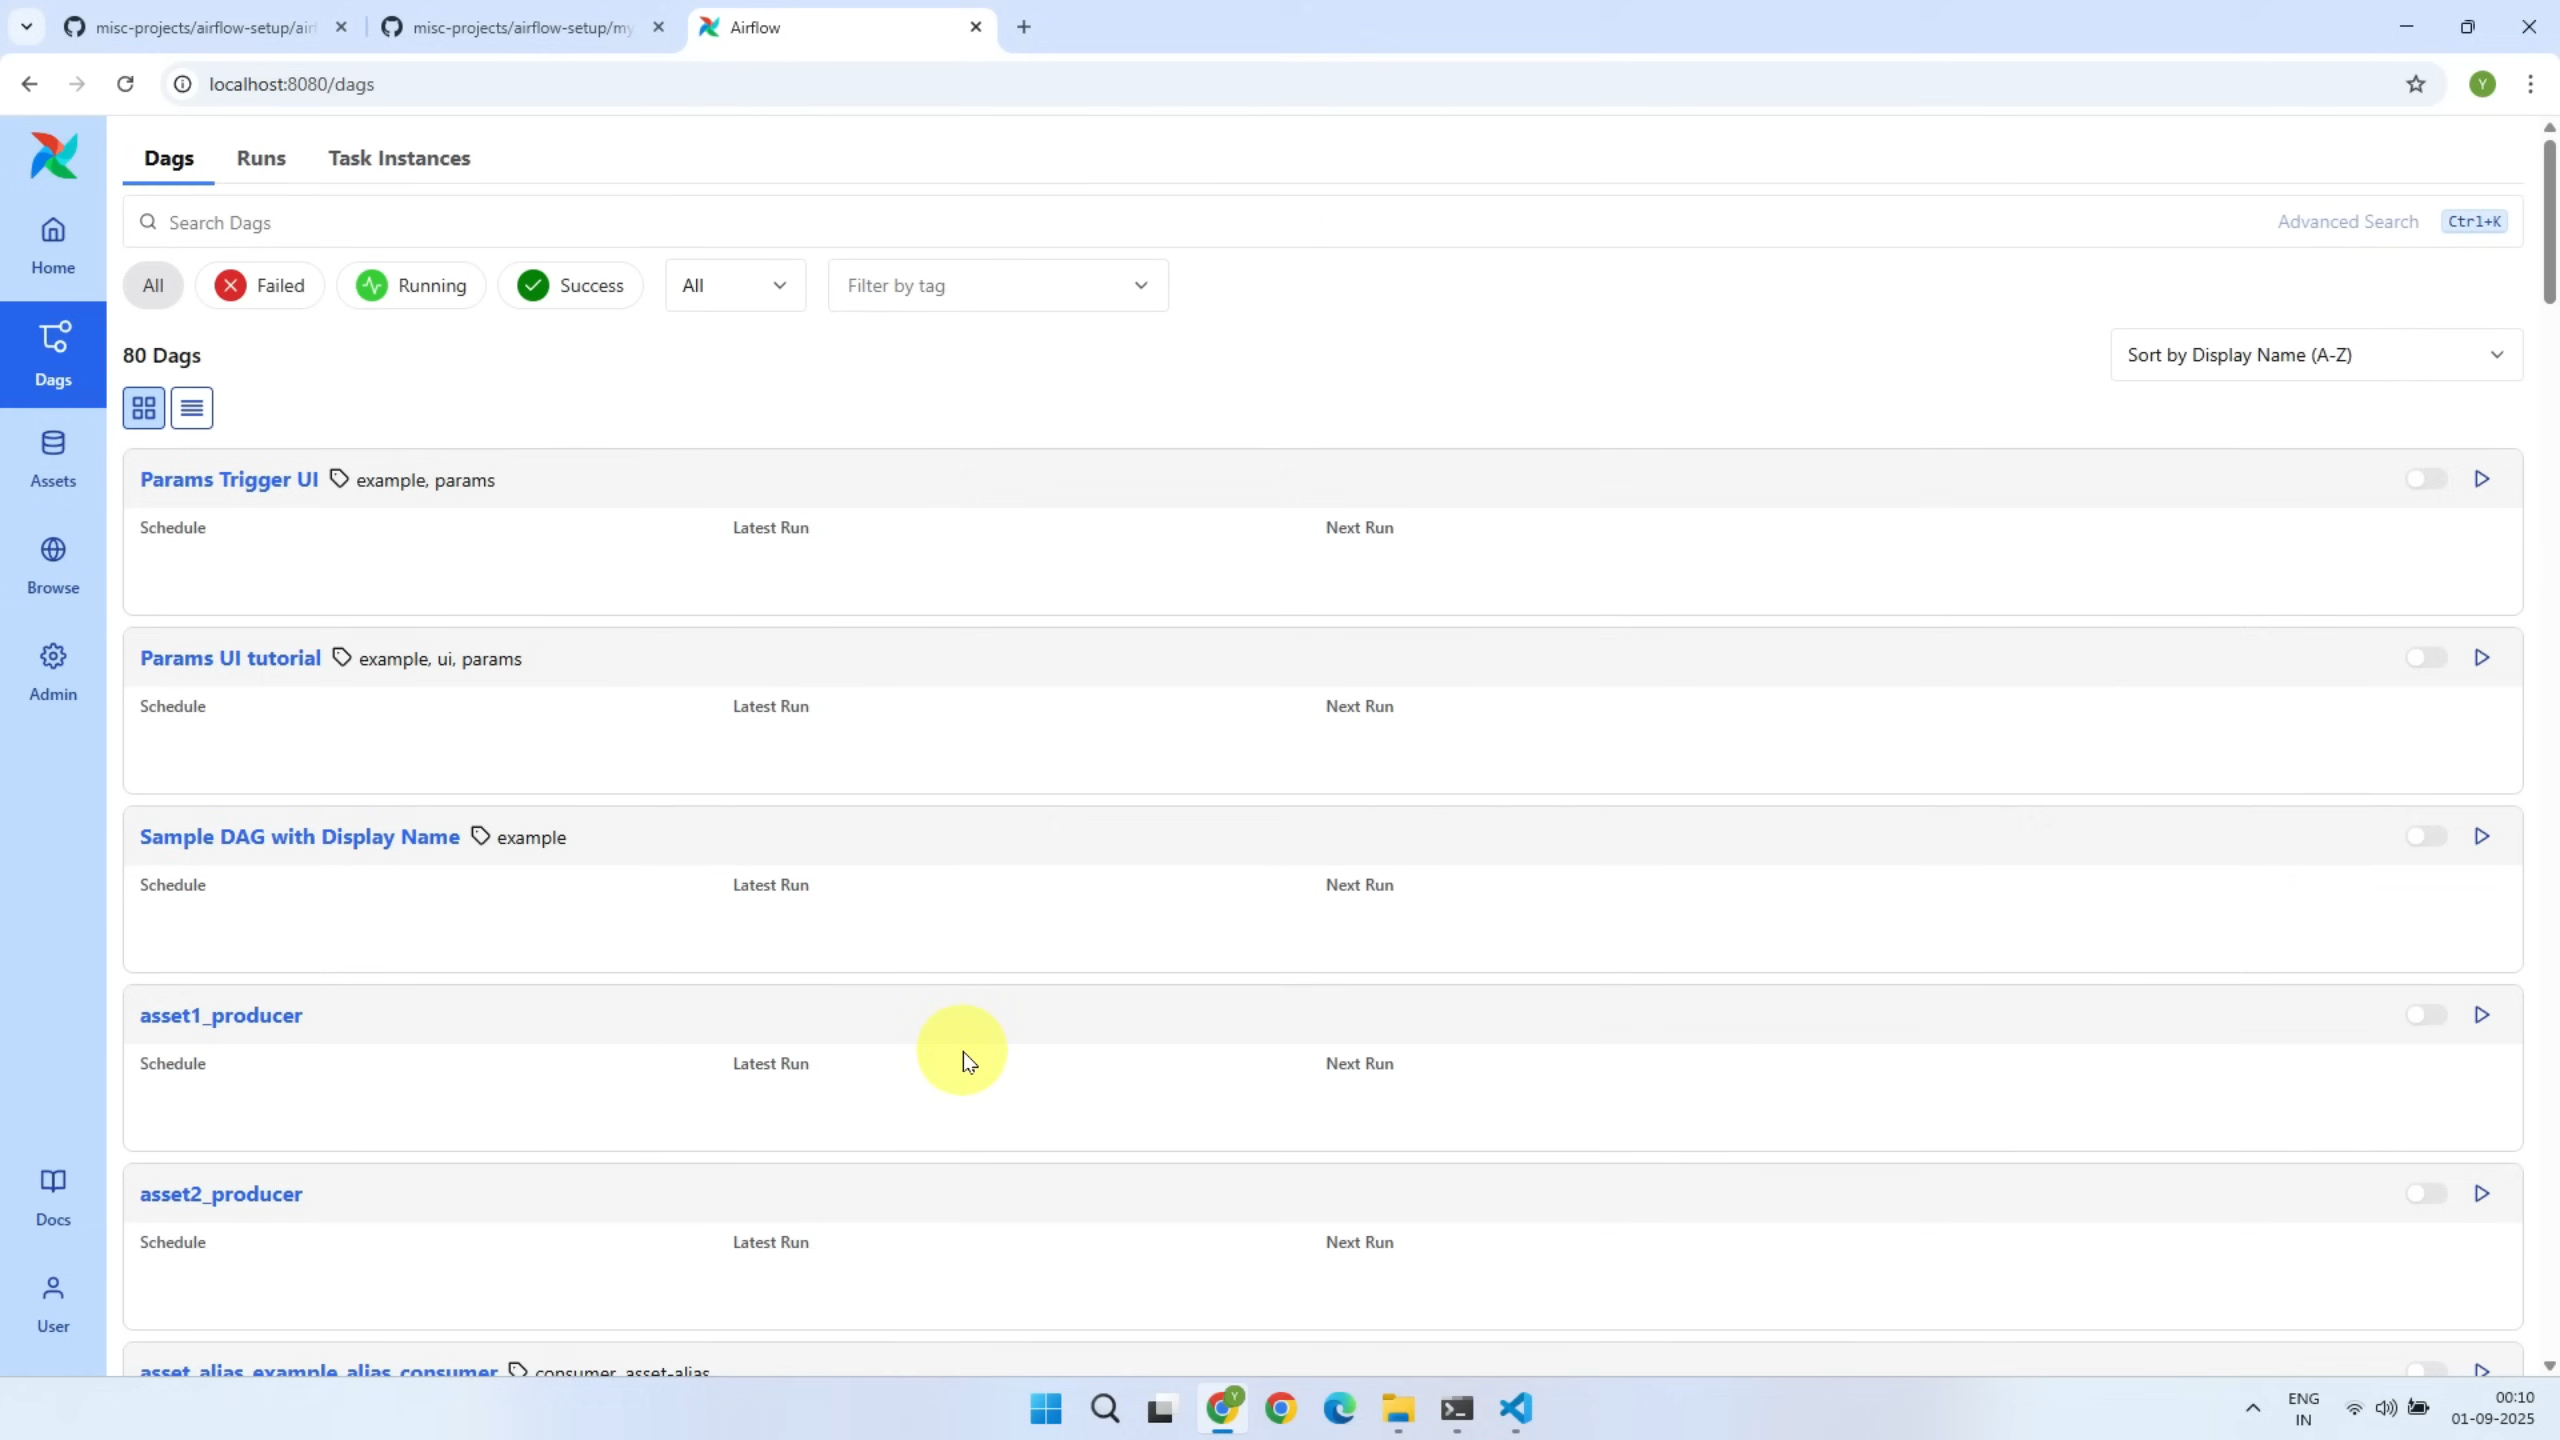 misc-projects/airflow-setup/air
misc-projects/airflow-setup/my
Airflow
localhost:8080/dags
Y
Dags
Runs
Task Instances
Search Dags
Advanced Search
Ctrl+K
All
Failed
Running
Success
All
Filter by tag
80 Dags
Sort by Display Name (A-Z)
Home
Dags
Assets
Browse
Admin
Docs
User
Params Trigger UI
example, params
Schedule
Latest Run
Next Run
Params UI tutorial
example, ui, params
Schedule
Latest Run
Next Run
Sample DAG with Display Name
example
Schedule
Latest Run
Next Run
asset1_producer
Schedule
Latest Run
Next Run
asset2_producer
Schedule
Latest Run
Next Run
asset_alias_example_alias_consumer
consumer, asset-alias
Y
ENG
IN
00:10
01-09-2025